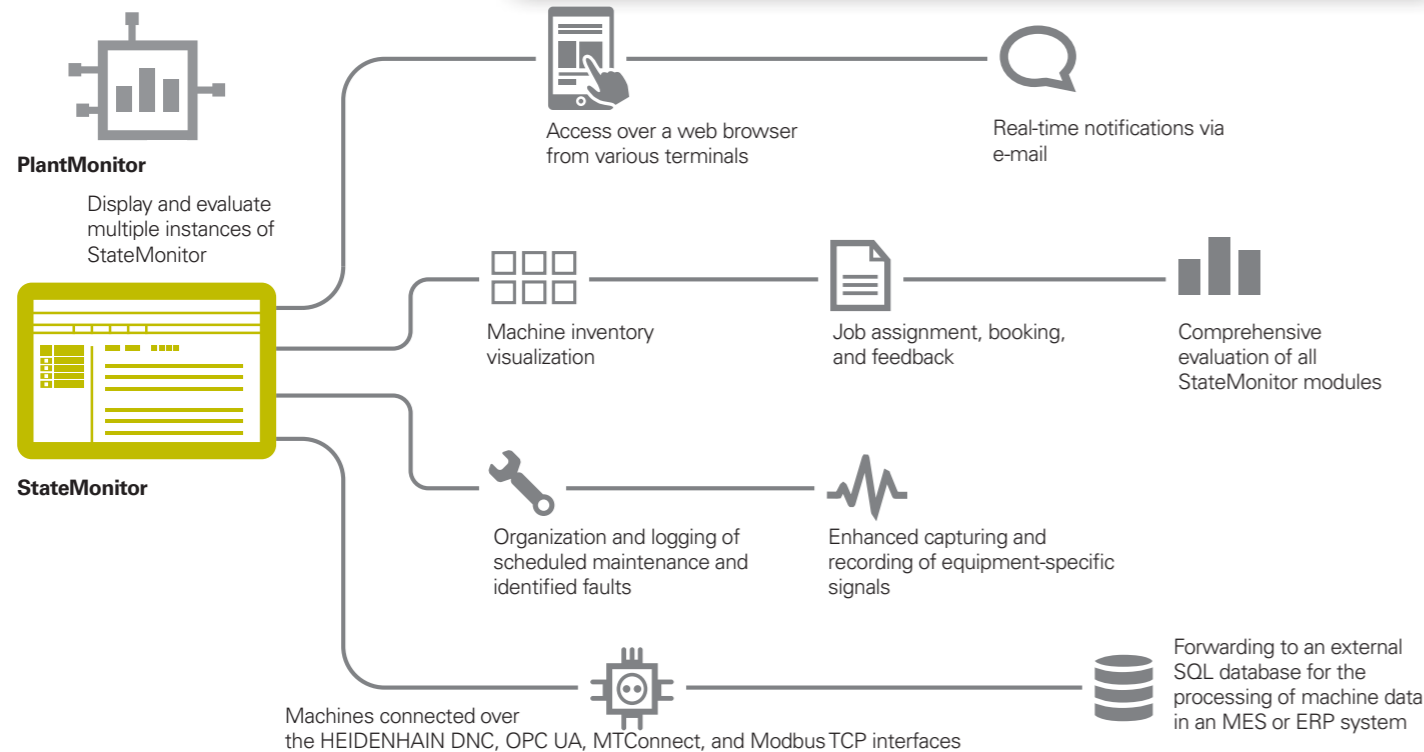 PlantMonitor
Display and evaluate
multiple instances of
StateMonitor
StateMonitor
Access over a web browser
from various terminals
Real-time notifications via
e-mail
Machine inventory
visualization
Job assignment, booking,
and feedback
Comprehensive
evaluation of all
StateMonitor modules
Organization and logging of
scheduled maintenance and
identified faults
Enhanced capturing and
recording of equipment-specific
signals
Machines connected over
the HEIDENHAIN DNC, OPC UA, MTConnect, and Modbus TCP interfaces
Forwarding to an external
SQL database for the
processing of machine data
in an MES or ERP system